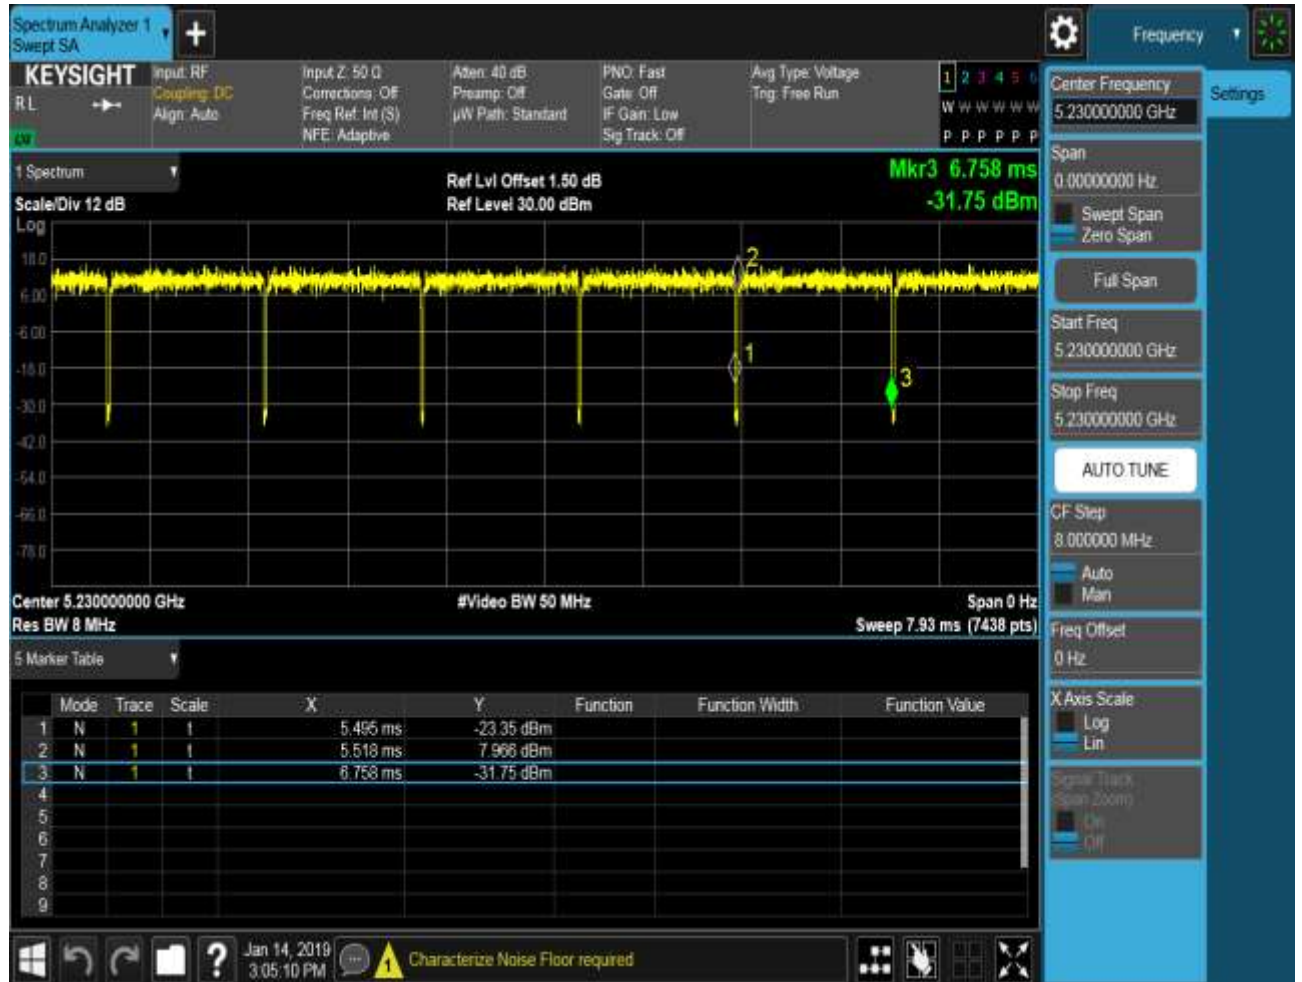 Spectrum Analyzer 1
Swept SA
Frequency
KEYSIGHT
RL
Input: RF
Coupling: DC
Align: Auto
Input Z: 50 Ω
Corrections: Off
Freq Ref: Int (S)
NFE: Adaptive
Atten: 40 dB
Preamp: Off
µW Path: Standard
PNO: Fast
Gate: Off
IF Gain: Low
Sig Track: Off
Avg Type: Voltage
Trig: Free Run
1 2 3 4 5 6
W W W W W W
P P P P P P
1 Spectrum
Scale/Div 12 dB
Ref Lvl Offset 1.50 dB
Ref Level 30.00 dBm
Mkr3 6.758 ms
-31.75 dBm
Log
18.0
6.00
-6.00
-18.0
-30.0
-42.0
-54.0
-66.0
-78.0
2
1
3
Center 5.230000000 GHz
#Video BW 50 MHz
Span 0 Hz
Res BW 8 MHz
Sweep 7.93 ms (7438 pts)
5 Marker Table
Mode Trace Scale X Y Function Function Width Function Value
1 N 1 t 5.495 ms -23.35 dBm
2 N 1 t 5.518 ms 7.966 dBm
3 N 1 t 6.758 ms -31.75 dBm
4
5
6
7
8
9
Settings
Center Frequency
5.230000000 GHz
Span
0.00000000 Hz
Swept Span
Zero Span
Full Span
Start Freq
5.230000000 GHz
Stop Freq
5.230000000 GHz
AUTO TUNE
CF Step
8.000000 MHz
Auto
Man
Freq Offset
0 Hz
X Axis Scale
Log
Lin
Signal Track
(Span Zoom)
On
Off
?
Jan 14, 2019
3:05:10 PM
1
Characterize Noise Floor required